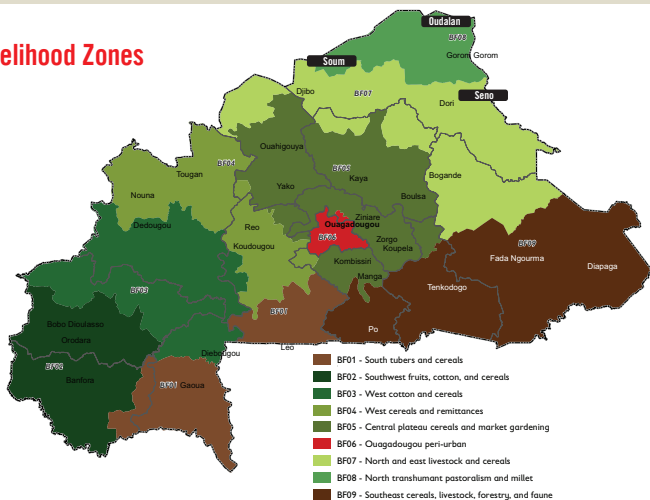 elihood Zones
Oudalan
BF08
Gorom Gorom
Soum
Djibo
BF07
Dori
Seno
Ouahigouya
Tougan
BF04
BF05
Kaya
Bogande
Nouna
Yako
Boulsa
Dedougou
Reo
Ziniare
Ouagadougou
BF06
Koudougou
Zorgo
Koupela
BF09
Fada Ngourma
Kombissiri
Diapaga
Manga
BF03
Tenkodogo
BF01
Bobo Dioulasso
Po
Orodara
Leo
Diebougou
BF02
Banfora
BF01 Gaoua
BF01 - South tubers and cereals
BF02 - Southwest fruits, cotton, and cereals
BF03 - West cotton and cereals
BF04 - West cereals and remittances
BF05 - Central plateau cereals and market gardening
BF06 - Ouagadougou peri-urban
BF07 - North and east livestock and cereals
BF08 - North transhumant pastoralism and millet
BF09 - Southeast cereals, livestock, forestry, and faune